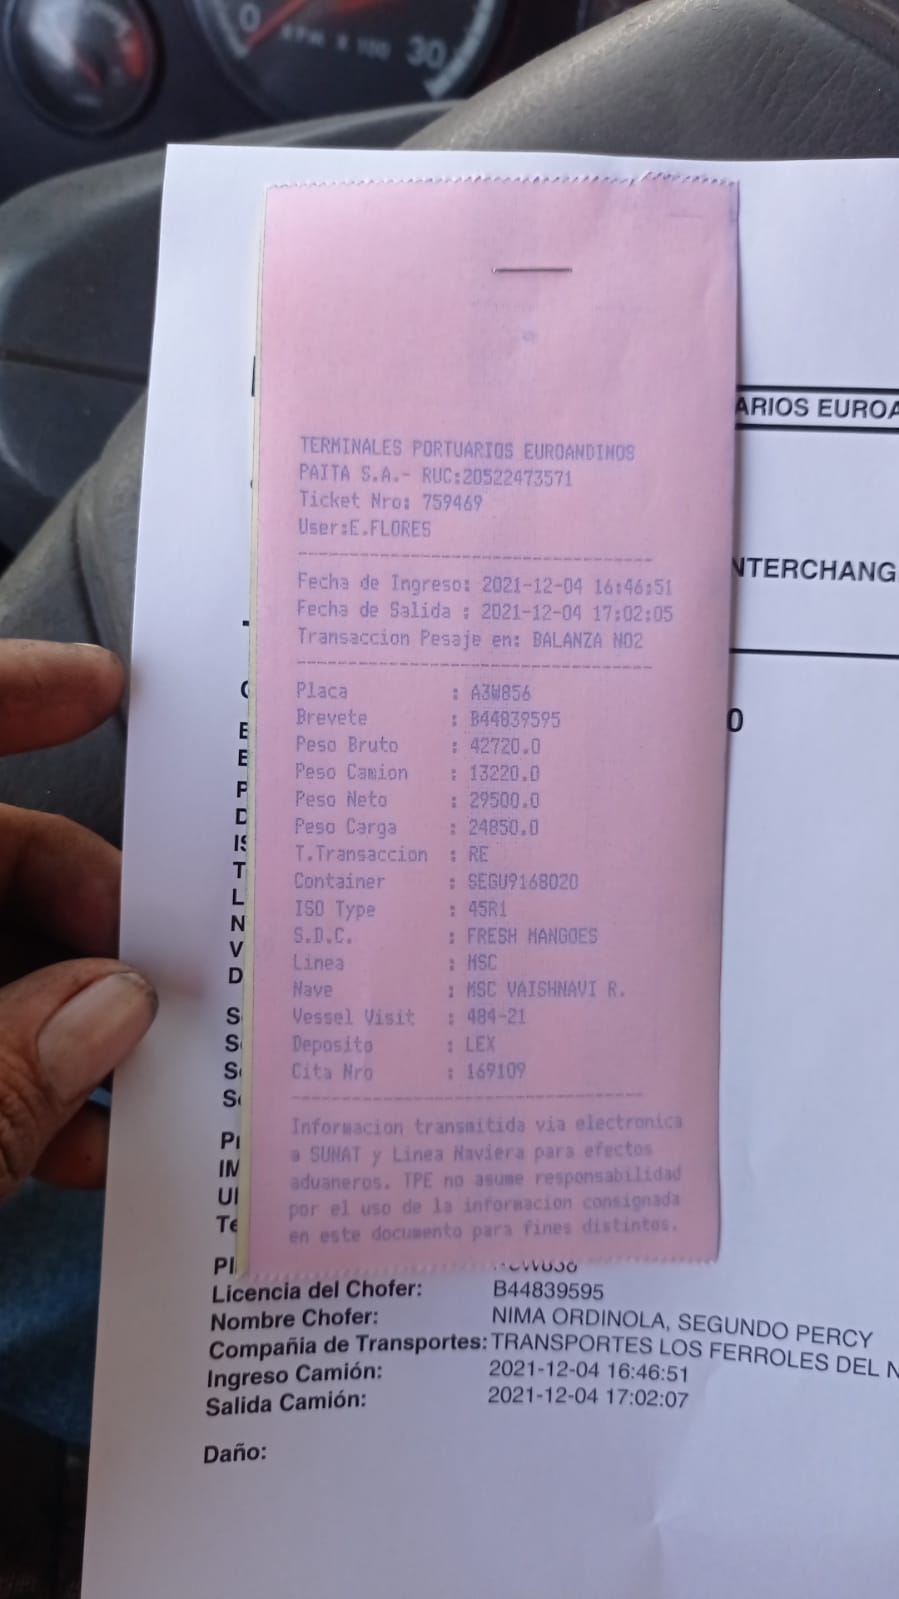 0
RPM X 100
30
ARIOS EUROA
TERMINALES PORTUARIOS EUROANDINOS
PAITA S.A.- RUC:20522473571
Ticket Nro: 759469
User:E.FLORES
NTERCHANG
Fecha de Ingreso: 2021-12-04 16:46:51
Fecha de Salida : 2021-12-04 17:02:05
Transaccion Pesaje en: BALANZA NO2
Placa : A3W856
Brevete : B44839595
Peso Bruto : 42720.0
Peso Camion : 13220.0
Peso Neto : 29500.0
Peso Carga : 24850.0
T.Transaccion : RE
Container : SEGU9168020
ISO Type : 45R1
S.D.C. : FRESH MANGOES
Linea : MSC
Nave : MSC VAISHNAVI R.
Vessel Visit : 484-21
Deposito : LEX
Cita Nro : 169109
Informacion transmitida via electronica
a SUNAT y Linea Naviera para efectos
aduaneros. TPE no asume responsabilidad
por el uso de la informacion consignada
en este documento para fines distintos.
Licencia del Chofer: B44839595
Nombre Chofer: NIMA ORDINOLA, SEGUNDO PERCY
Compañia de Transportes: TRANSPORTES LOS FERROLES DEL N
Ingreso Camión: 2021-12-04 16:46:51
Salida Camión: 2021-12-04 17:02:07
Daño: